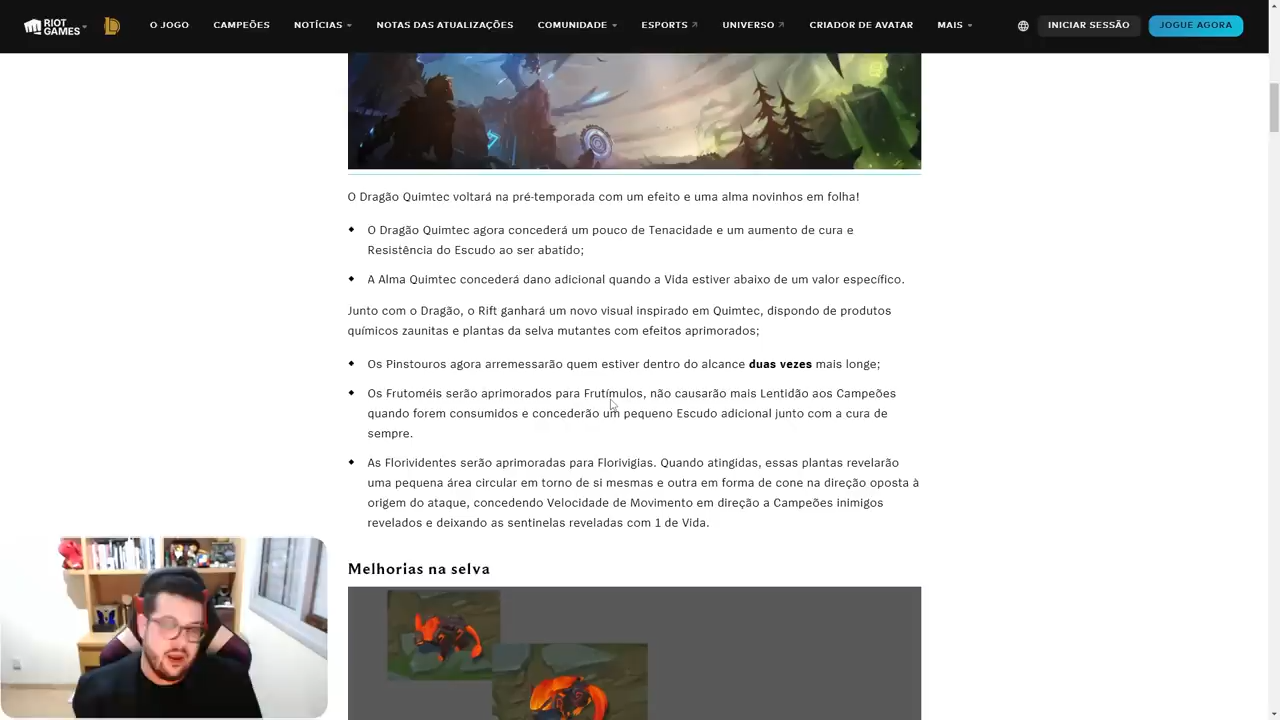 RIOT GAMES
O JOGO
CAMPEÕES
NOTÍCIAS
NOTAS DAS ATUALIZAÇÕES
COMUNIDADE
ESPORTS
UNIVERSO
CRIADOR DE AVATAR
MAIS
INICIAR SESSÃO
JOGUE AGORA
O Dragão Quimtec voltará na pré-temporada com um efeito e uma alma novinhos em folha!
O Dragão Quimtec agora concederá um pouco de Tenacidade e um aumento de cura e
Resistência do Escudo ao ser abatido;
A Alma Quimtec concederá dano adicional quando a Vida estiver abaixo de um valor específico.
Junto com o Dragão, o Rift ganhará um novo visual inspirado em Quimtec, dispondo de produtos
químicos zaunitas e plantas da selva mutantes com efeitos aprimorados;
Os Pinstouros agora arremessarão quem estiver dentro do alcance duas vezes mais longe;
Os Frutoméis serão aprimorados para Frutímulos, não causarão mais Lentidão aos Campeões
quando forem consumidos e concederão um pequeno Escudo adicional junto com a cura de
sempre.
As Florividentes serão aprimoradas para Florivigias. Quando atingidas, essas plantas revelarão
uma pequena área circular em torno de si mesmas e outra em forma de cone na direção oposta à
origem do ataque, concedendo Velocidade de Movimento em direção a Campeões inimigos
revelados e deixando as sentinelas reveladas com 1 de Vida.
Melhorias na selva